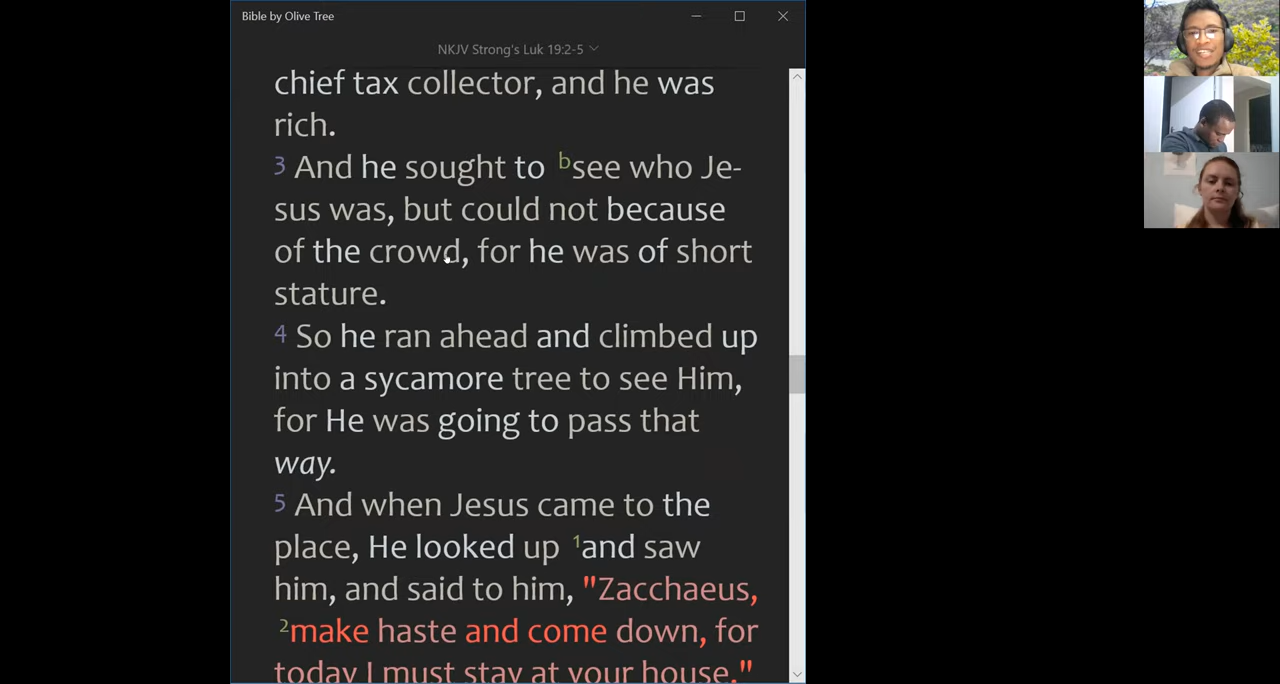 Bible by Olive Tree
NKJV Strong's Luk 19:2-5
chief tax collector, and he was
rich.
3 And he sought to bsee who Je-
sus was, but could not because
of the crowd, for he was of short
stature.
4 So he ran ahead and climbed up
into a sycamore tree to see Him,
for He was going to pass that
way.
5 And when Jesus came to the
place, He looked up 1and saw
him, and said to him, "Zacchaeus,
2make haste and come down, for
today I must stay at your house."